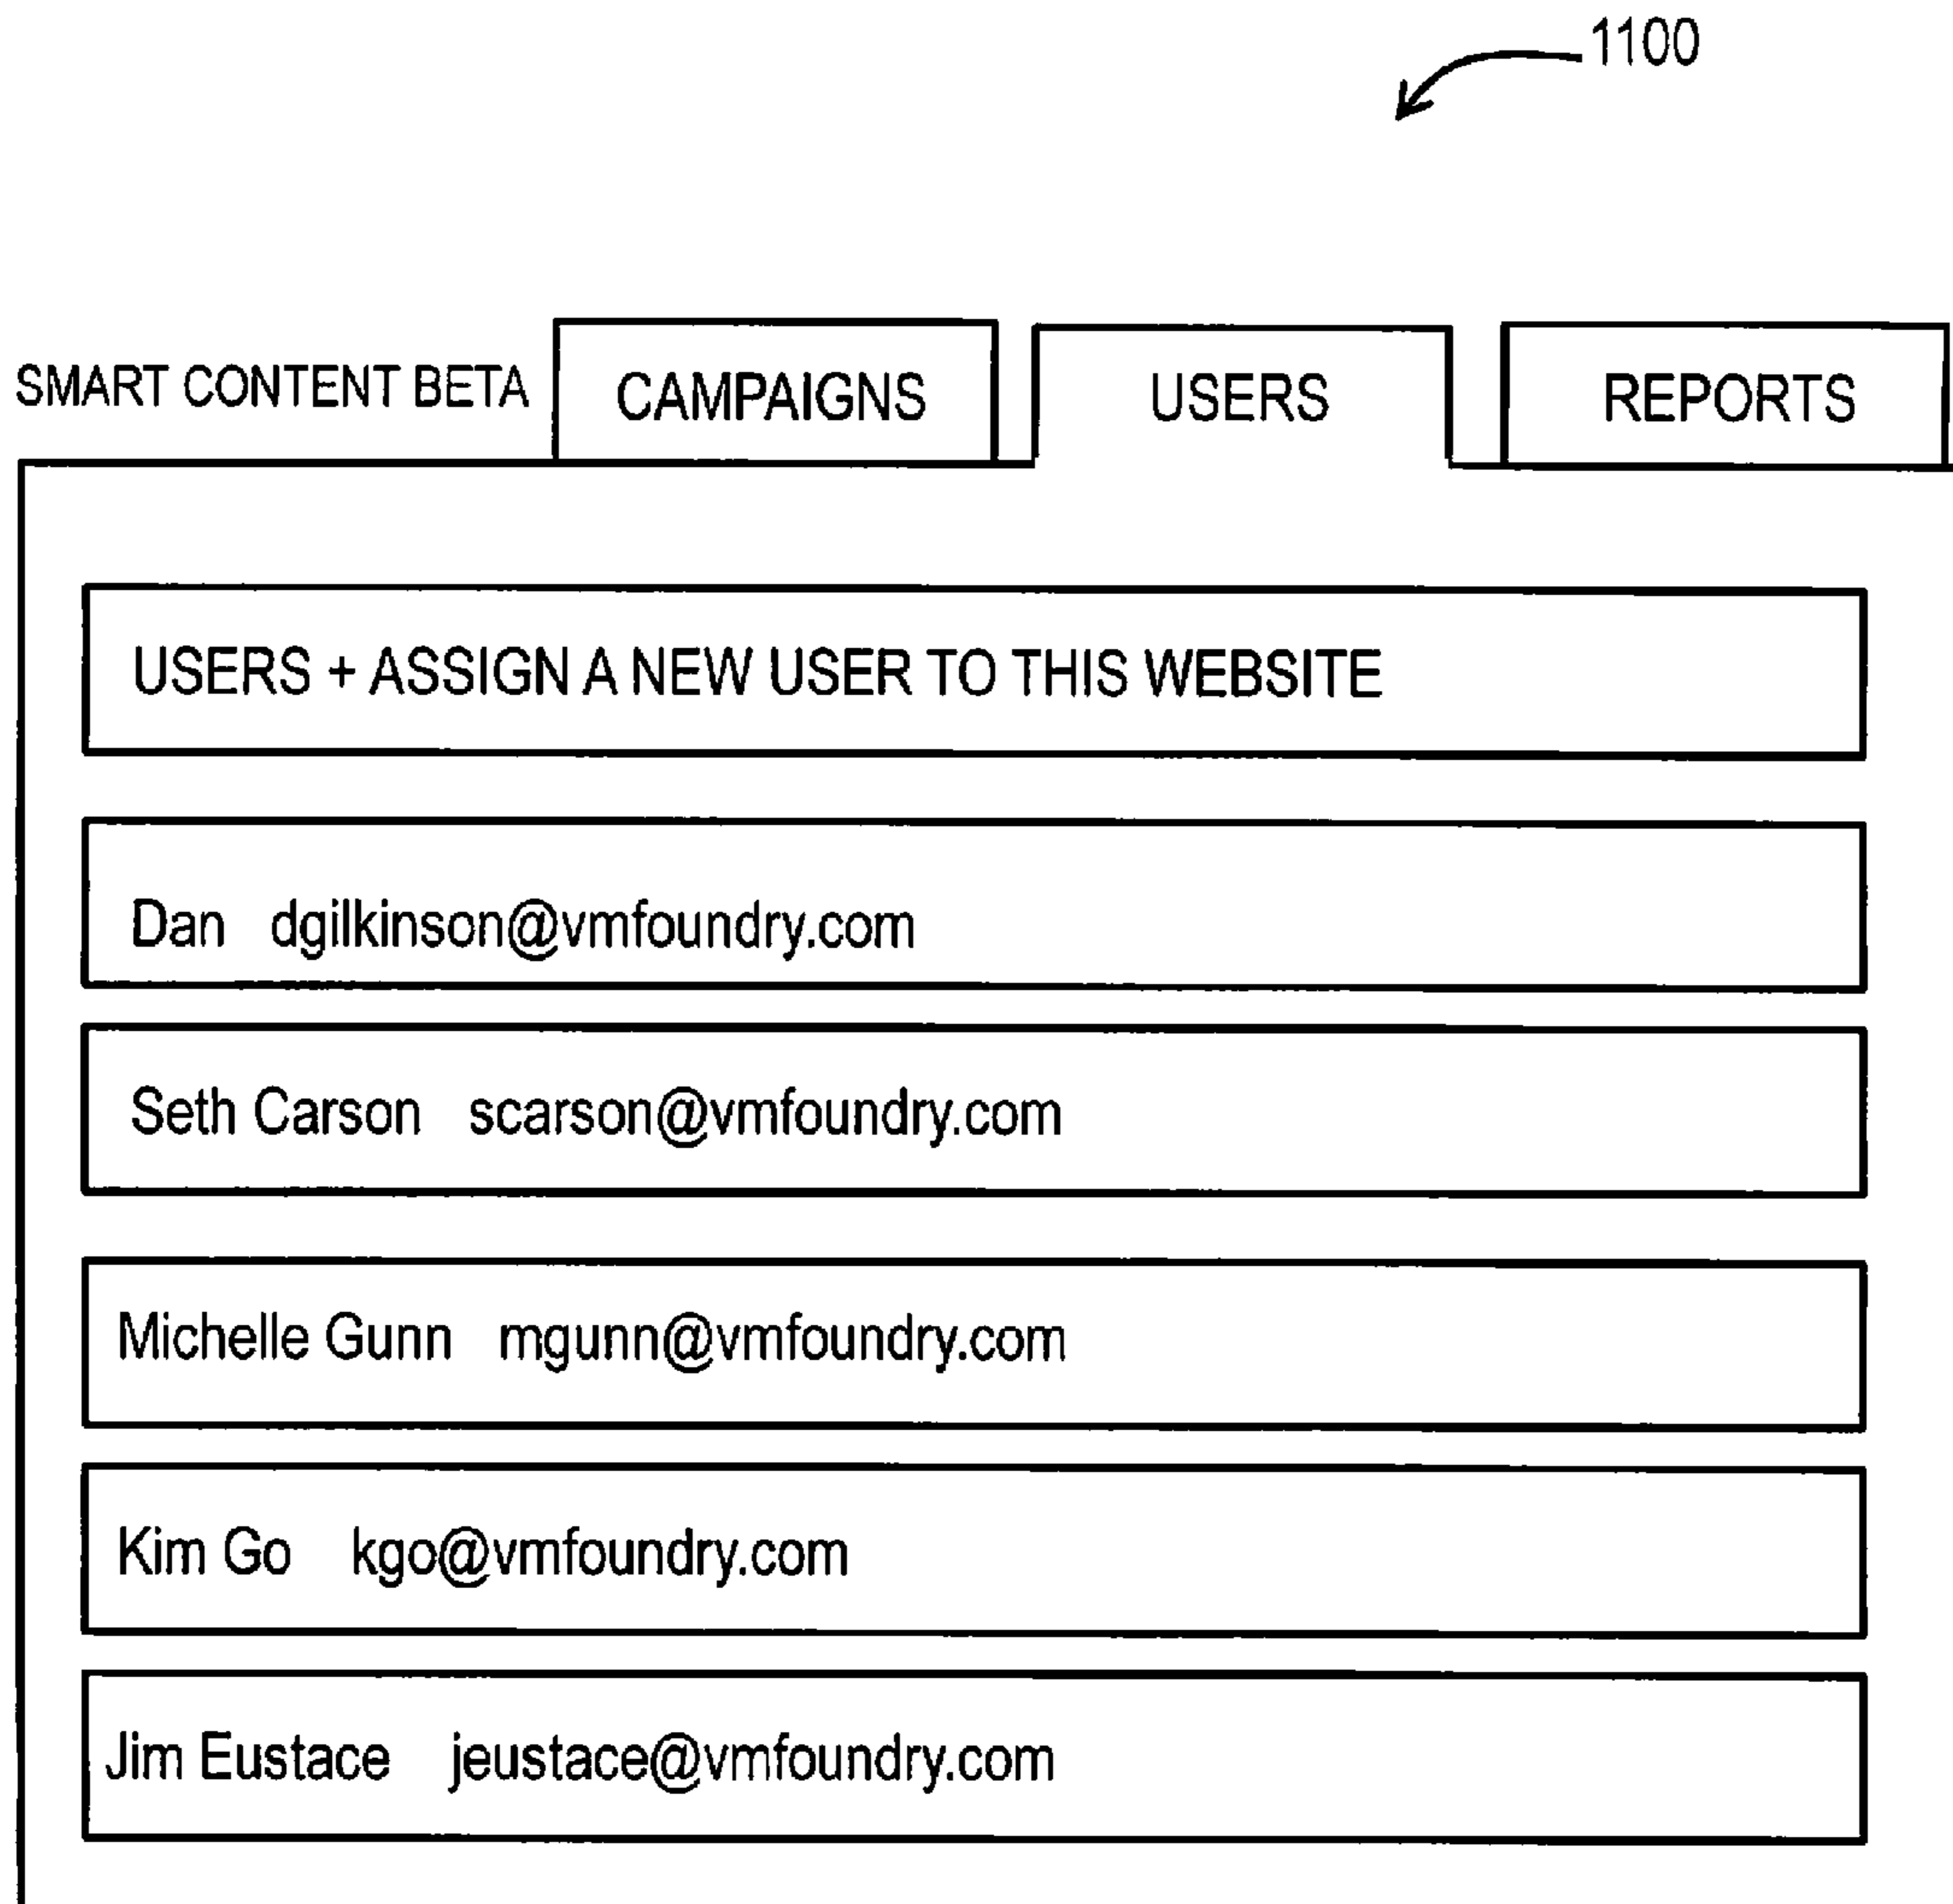 1100
SMART CONTENT BETA CAMPAIGNS USERS REPORTS
USERS + ASSIGN A NEW USER TO THIS WEBSITE
Dan dgilkinson@vmfoundry.com
Seth Carson scarson@vmfoundry.com
Michelle Gunn mgunn@vmfoundry.com
Kim Go kgo@vmfoundry.com
Jim Eustace jeustace@vmfoundry.com